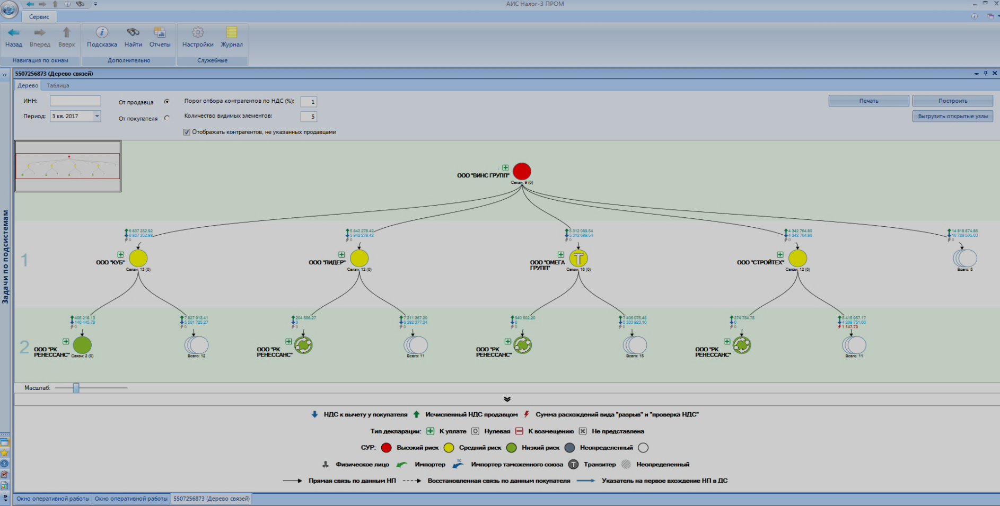 АИС Налог-3 ПРОМ
Сервис
Назад
Вперед
Вверх
Подсказка
Найти
Отчеты
Настройки
Журнал
Навигация по окнам
Дополнительно
Служебные
5507256873 (Дерево связей)
Дерево
Таблица
ИНН:
От продавца
Порог отбора контрагентов по НДС (%):
1
Печать
Построить
Период:
3 кв. 2017
От покупателя
Количество видимых элементов:
5
Выгрузить открытые узлы
Отображать контрагентов, не указанных продавцами
Задачи по подсистемам
ООО "ВИНС ГРУПП"
Связи: 9 (0)
1
6 837 252.92
6 837 252.88
0
ООО "КУБ"
Связи: 13 (0)
5 842 278.42
5 842 278.42
0
ООО "ЛИДЕР"
Связи: 12 (0)
5 312 089.54
5 312 089.54
0
ООО "ОМЕГА
ГРУПП"
T
Связи: 16 (0)
4 342 764.80
4 342 764.80
0
ООО "СТРОЙТЕХ"
Связи: 12 (0)
14 818 874.86
10 728 505.03
0
Всего: 5
2
405 218.13
140 445.76
0
ООО "РК
РЕНЕССАНС"
Связи: 2 (0)
7 827 913.41
5 501 725.27
0
Всего: 12
204 556.27
0
0
ООО "РК
РЕНЕССАНС"
7 211 367.20
6 282 277.34
0
Всего: 11
940 602.20
0
0
ООО "РК
РЕНЕССАНС"
7 406 075.48
5 333 923.10
0
Всего: 15
274 754.75
0
0
ООО "РК
РЕНЕССАНС"
5 415 957.17
4 208 751.60
1 147.73
Всего: 11
Масштаб:
НДС к вычету у покупателя
Исчисленный НДС продавцом
Сумма расхождений вида "разрыв" и "проверка НДС"
Тип декларации:
К уплате
Нулевая
К возмещению
Не представлена
СУР:
Высокий риск
Средний риск
Низкий риск
Неопределенный
Физическое лицо
Импортер
ТС
Импортер таможенного союза
T
Транзитер
Неопределенный
Прямая связь по данным НП
Восстановленная связь по данным покупателя
Указатель на первое вхождение НП в ДС
Окно оперативной работы
Окно оперативной работы
5507256873 (Дерево связей)